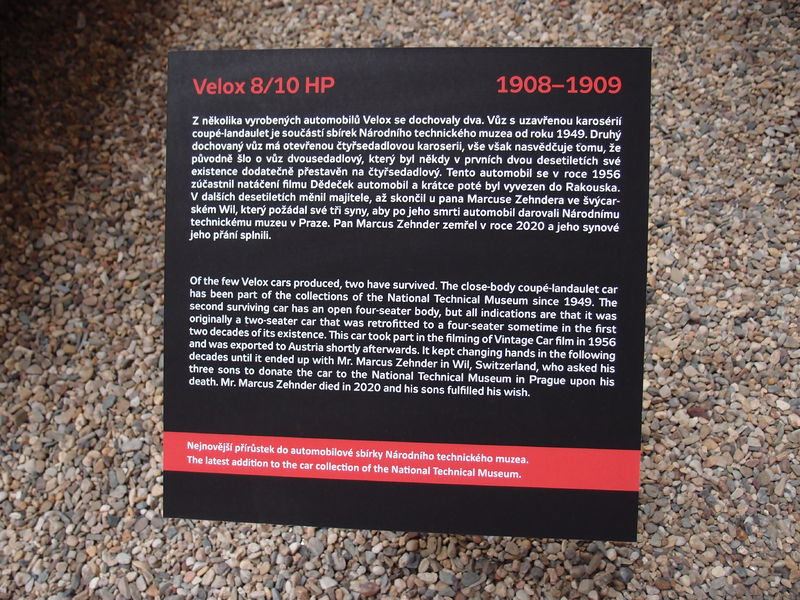 Velox 8/10 HP 1908–1909
Z několika vyrobených automobilů Velox se dochovaly dva. Vůz s uzavřenou karosérií
coupé-landaulet je součástí sbírek Národního technického muzea od roku 1949. Druhý
dochovaný vůz má otevřenou čtyřsedadlovou karoserii, vše však nasvědčuje tomu, že
původně šlo o vůz dvousedadlový, který byl někdy v prvních dvou desetiletích své
existence dodatečně přestavěn na čtyřsedadlový. Tento automobil se v roce 1956
zúčastnil natáčení filmu Dědeček automobil a krátce poté byl vyvezen do Rakouska.
V dalších desetiletích měnil majitele, až skončil u pana Marcuse Zehndera ve švýcar-
ském Wil, který požádal své tři syny, aby po jeho smrti automobil darovali Národnímu
technickému muzeu v Praze. Pan Marcus Zehnder zemřel v roce 2020 a jeho synové
jeho přání splnili.
Of the few Velox cars produced, two have survived. The close-body coupé-landaulet car
has been part of the collections of the National Technical Museum since 1949. The
second surviving car has an open four-seater body, but all indications are that it was
originally a two-seater car that was retrofitted to a four-seater sometime in the first
two decades of its existence. This car took part in the filming of Vintage Car film in 1956
and was exported to Austria shortly afterwards. It kept changing hands in the following
decades until it ended up with Mr. Marcus Zehnder in Wil, Switzerland, who asked his
three sons to donate the car to the National Technical Museum in Prague upon his
death. Mr. Marcus Zehnder died in 2020 and his sons fulfilled his wish.
Nejnovější přírůstek do automobilové sbírky Národního technického muzea.
The latest addition to the car collection of the National Technical Museum.